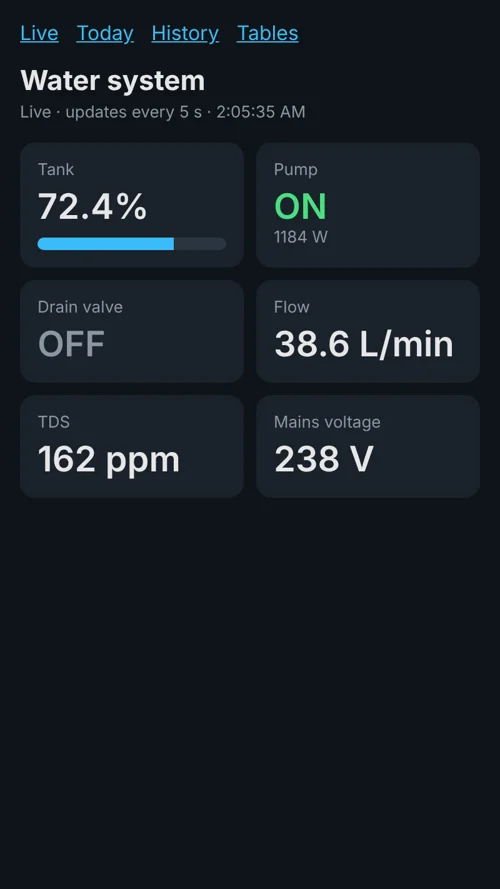 Live Today History Tables
Water system
Live · updates every 5 s · 2:05:35 AM
Tank
72.4%
Pump
ON
1184 W
Drain valve
OFF
Flow
38.6 L/min
TDS
162 ppm
Mains voltage
238 V